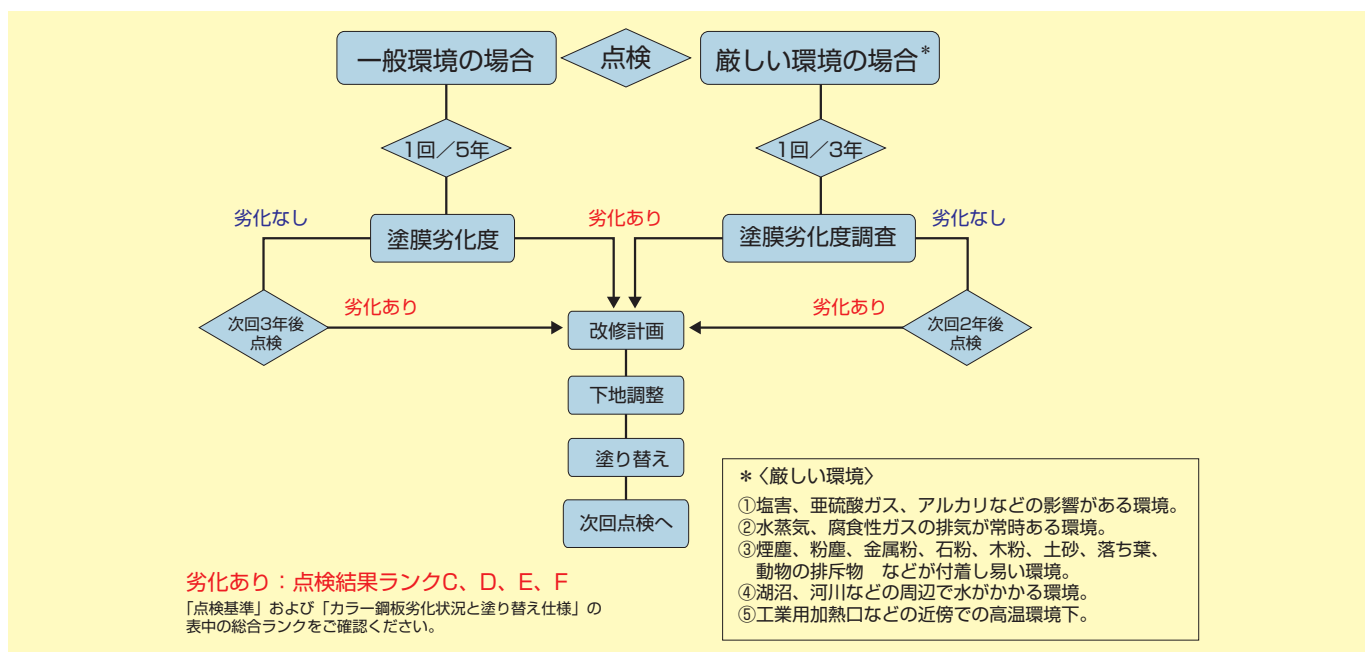 一般環境の場合
点検
厳しい環境の場合*
1回／5年
1回／3年
劣化なし
劣化あり
劣化なし
塗膜劣化度
塗膜劣化度調査
劣化あり
劣化あり
次回3年後
点検
改修計画
次回2年後
点検
下地調整
塗り替え
次回点検へ
劣化あり：点検結果ランクC、D、E、F
「点検基準」および「カラー鋼板劣化状況と塗り替え仕様」の
表中の総合ランクをご確認ください。
＊〈厳しい環境〉
①塩害、亜硫酸ガス、アルカリなどの影響がある環境。
②水蒸気、腐食性ガスの排気が常時ある環境。
③煙塵、粉塵、金属粉、石粉、木粉、土砂、落ち葉、
動物の排斥物　などが付着し易い環境。
④湖沼、河川などの周辺で水がかかる環境。
⑤工業用加熱口などの近傍での高温環境下。